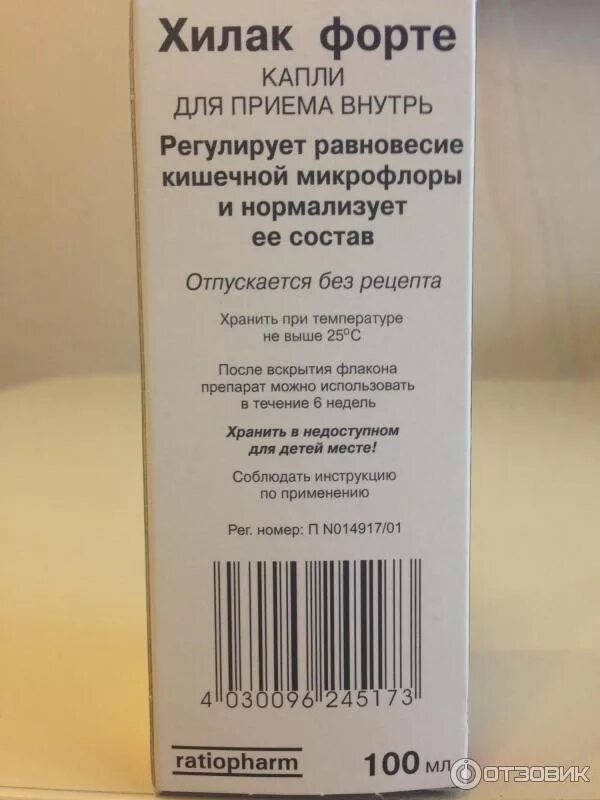 Хилак форте
КАПЛИ
ДЛЯ ПРИЕМА ВНУТРЬ
Регулирует равновесие
кишечной микрофлоры
и нормализует
ее состав
Отпускается без рецепта
Хранить при температуре
не выше 25°С
После вскрытия флакона
препарат можно использовать
в течение 6 недель
Хранить в недоступном
для детей месте!
Соблюдать инструкцию
по применению
Рег. номер: П N014917/01
4 030096 245173
ratiopharm 100 мл
ОТЗОВИК